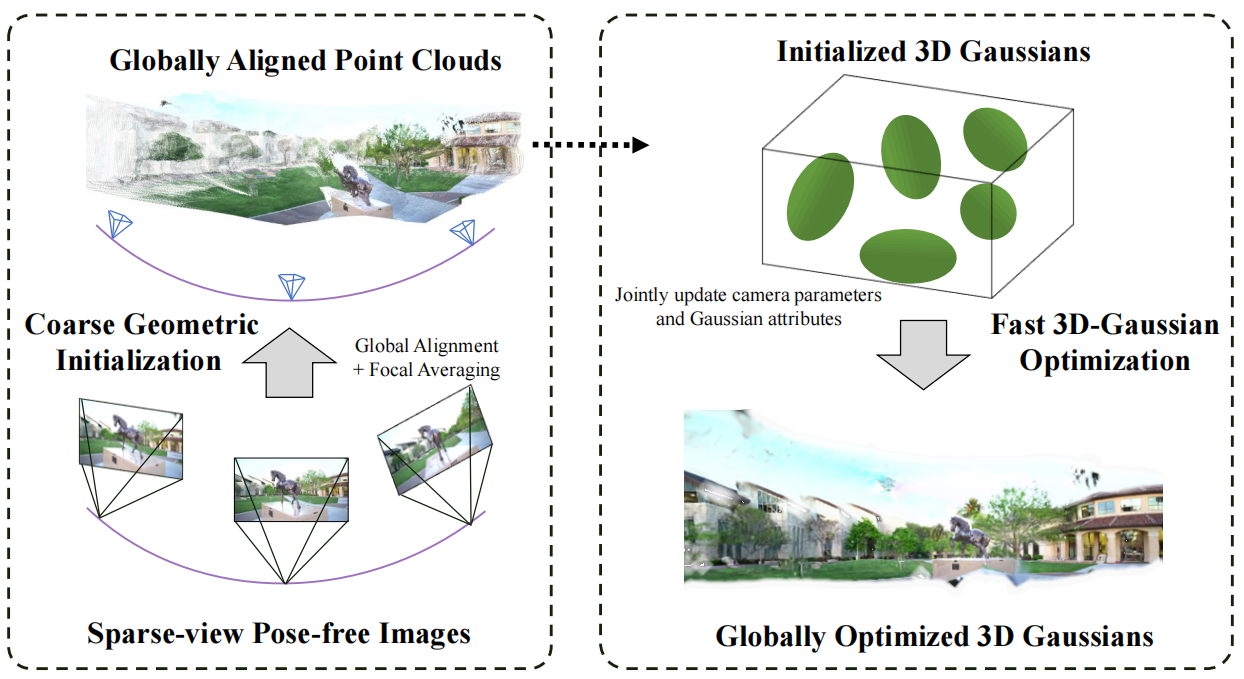 Globally Aligned Point Clouds
Coarse Geometric
Initialization
Global Alignment
+ Focal Averaging
Sparse-view Pose-free Images
Initialized 3D Gaussians
Jointly update camera parameters
and Gaussian attributes
Fast 3D-Gaussian
Optimization
Globally Optimized 3D Gaussians